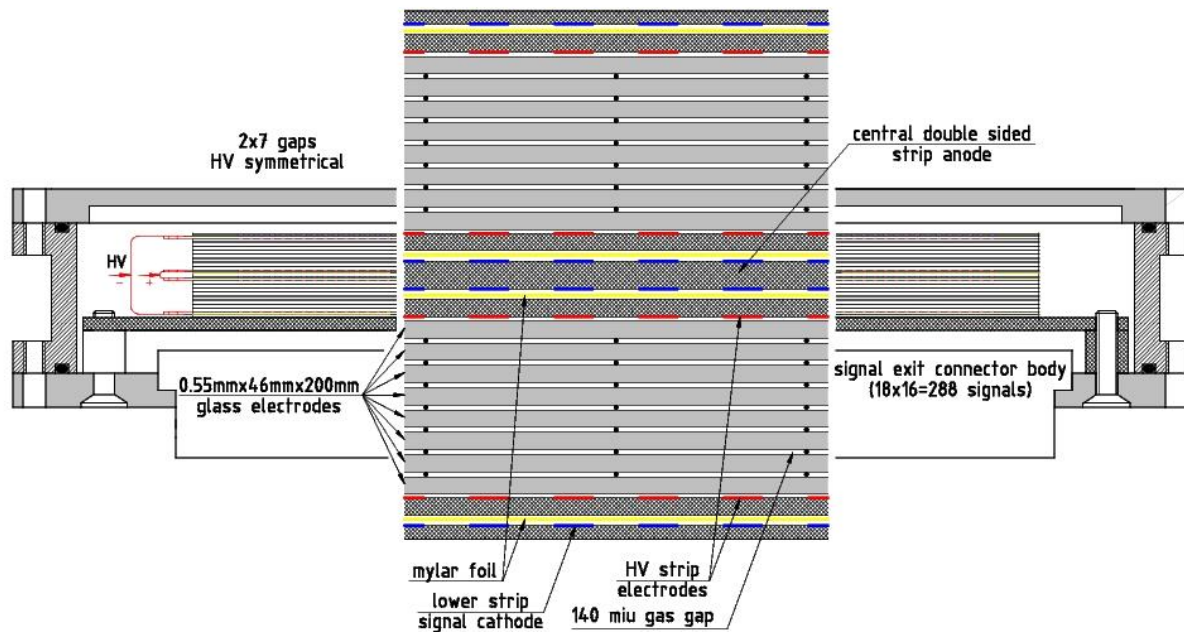 2x7 gaps
HV symmetrical
central double sided
strip anode
HV
- +
0.55mmx46mmx200mm
glass electrodes
signal exit connector body
(18x16=288 signals)
mylar foil
HV strip
electrodes
lower strip
signal cathode
140 miu gas gap